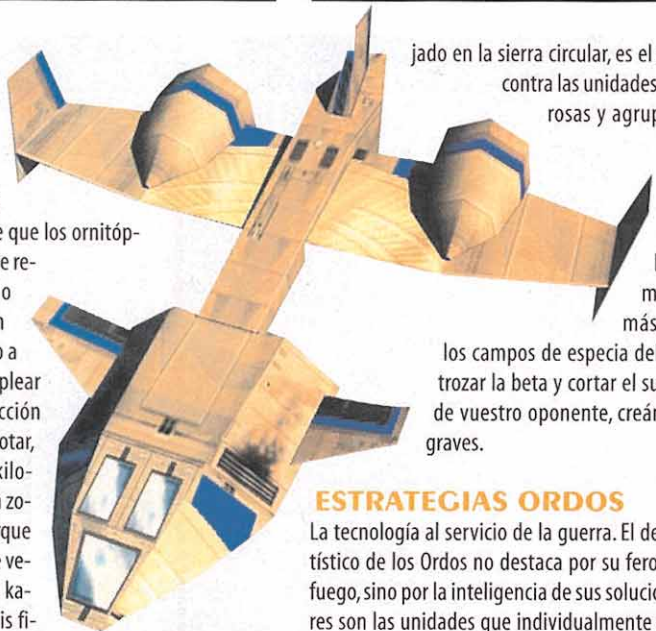 e que los ornitóp-
e re-
o
o a
plear
cción
otar,
kilo-
zo-
rque
e ve-
ka-
is fi-
jado en la sierra circular, es el
contra las unidades
rosas y agrup
m
más
los campos de especia del
trozar la beta y cortar el su
de vuestro oponente, creán
graves.
ESTRATEGIAS ORDOS
La tecnología al servicio de la guerra. El de
tístico de los Ordos no destaca por su fero
fuego, sino por la inteligencia de sus solucio
res son las unidades que individualmente